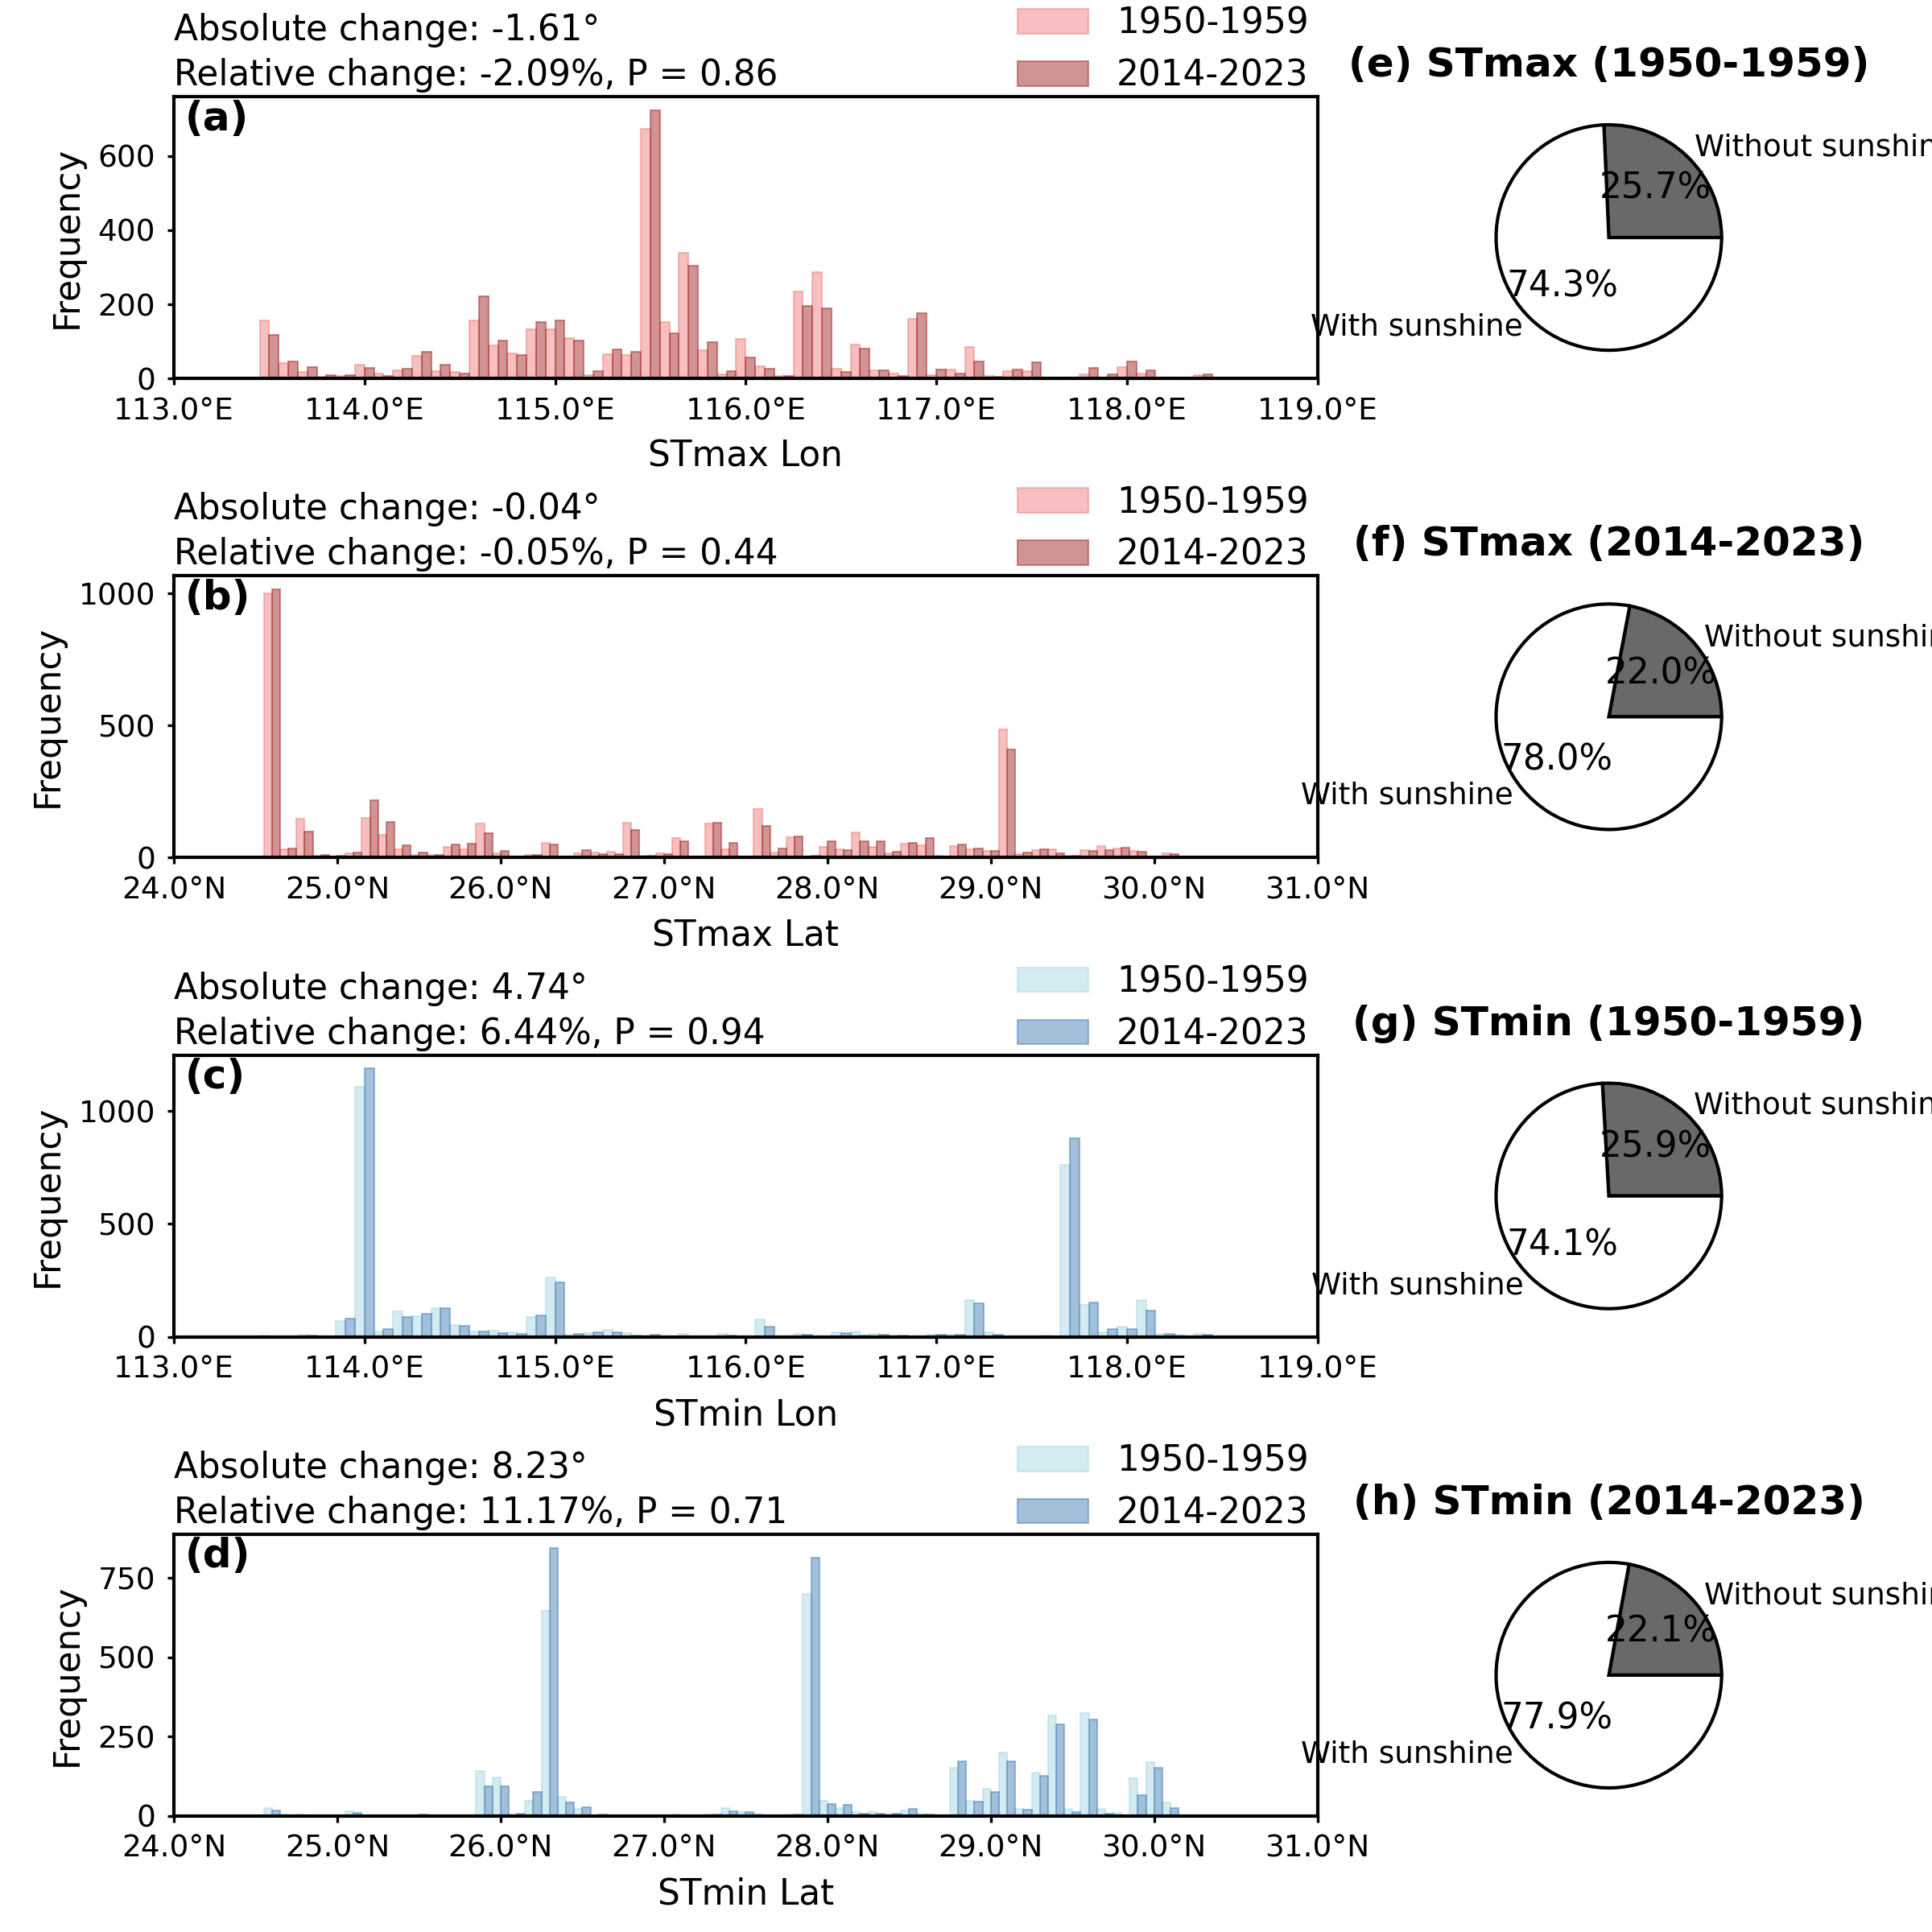 Absolute change: -1.61°
Relative change: -2.09%, P = 0.86
1950-1959
2014-2023
(a)
Frequency
600
400
200
0
113.0°E 114.0°E 115.0°E 116.0°E 117.0°E 118.0°E 119.0°E
STmax Lon
(e) STmax (1950-1959)
Without sunshin
25.7%
74.3%
With sunshine
Absolute change: -0.04°
Relative change: -0.05%, P = 0.44
1950-1959
2014-2023
(b)
Frequency
1000
500
0
24.0°N 25.0°N 26.0°N 27.0°N 28.0°N 29.0°N 30.0°N 31.0°N
STmax Lat
(f) STmax (2014-2023)
Without sunshi
22.0%
78.0%
With sunshine
Absolute change: 4.74°
Relative change: 6.44%, P = 0.94
1950-1959
2014-2023
(c)
Frequency
1000
500
0
113.0°E 114.0°E 115.0°E 116.0°E 117.0°E 118.0°E 119.0°E
STmin Lon
(g) STmin (1950-1959)
Without sunshin
25.9%
74.1%
With sunshine
Absolute change: 8.23°
Relative change: 11.17%, P = 0.71
1950-1959
2014-2023
(d)
Frequency
750
500
250
0
24.0°N 25.0°N 26.0°N 27.0°N 28.0°N 29.0°N 30.0°N 31.0°N
STmin Lat
(h) STmin (2014-2023)
Without sunshi
22.1%
77.9%
With sunshine